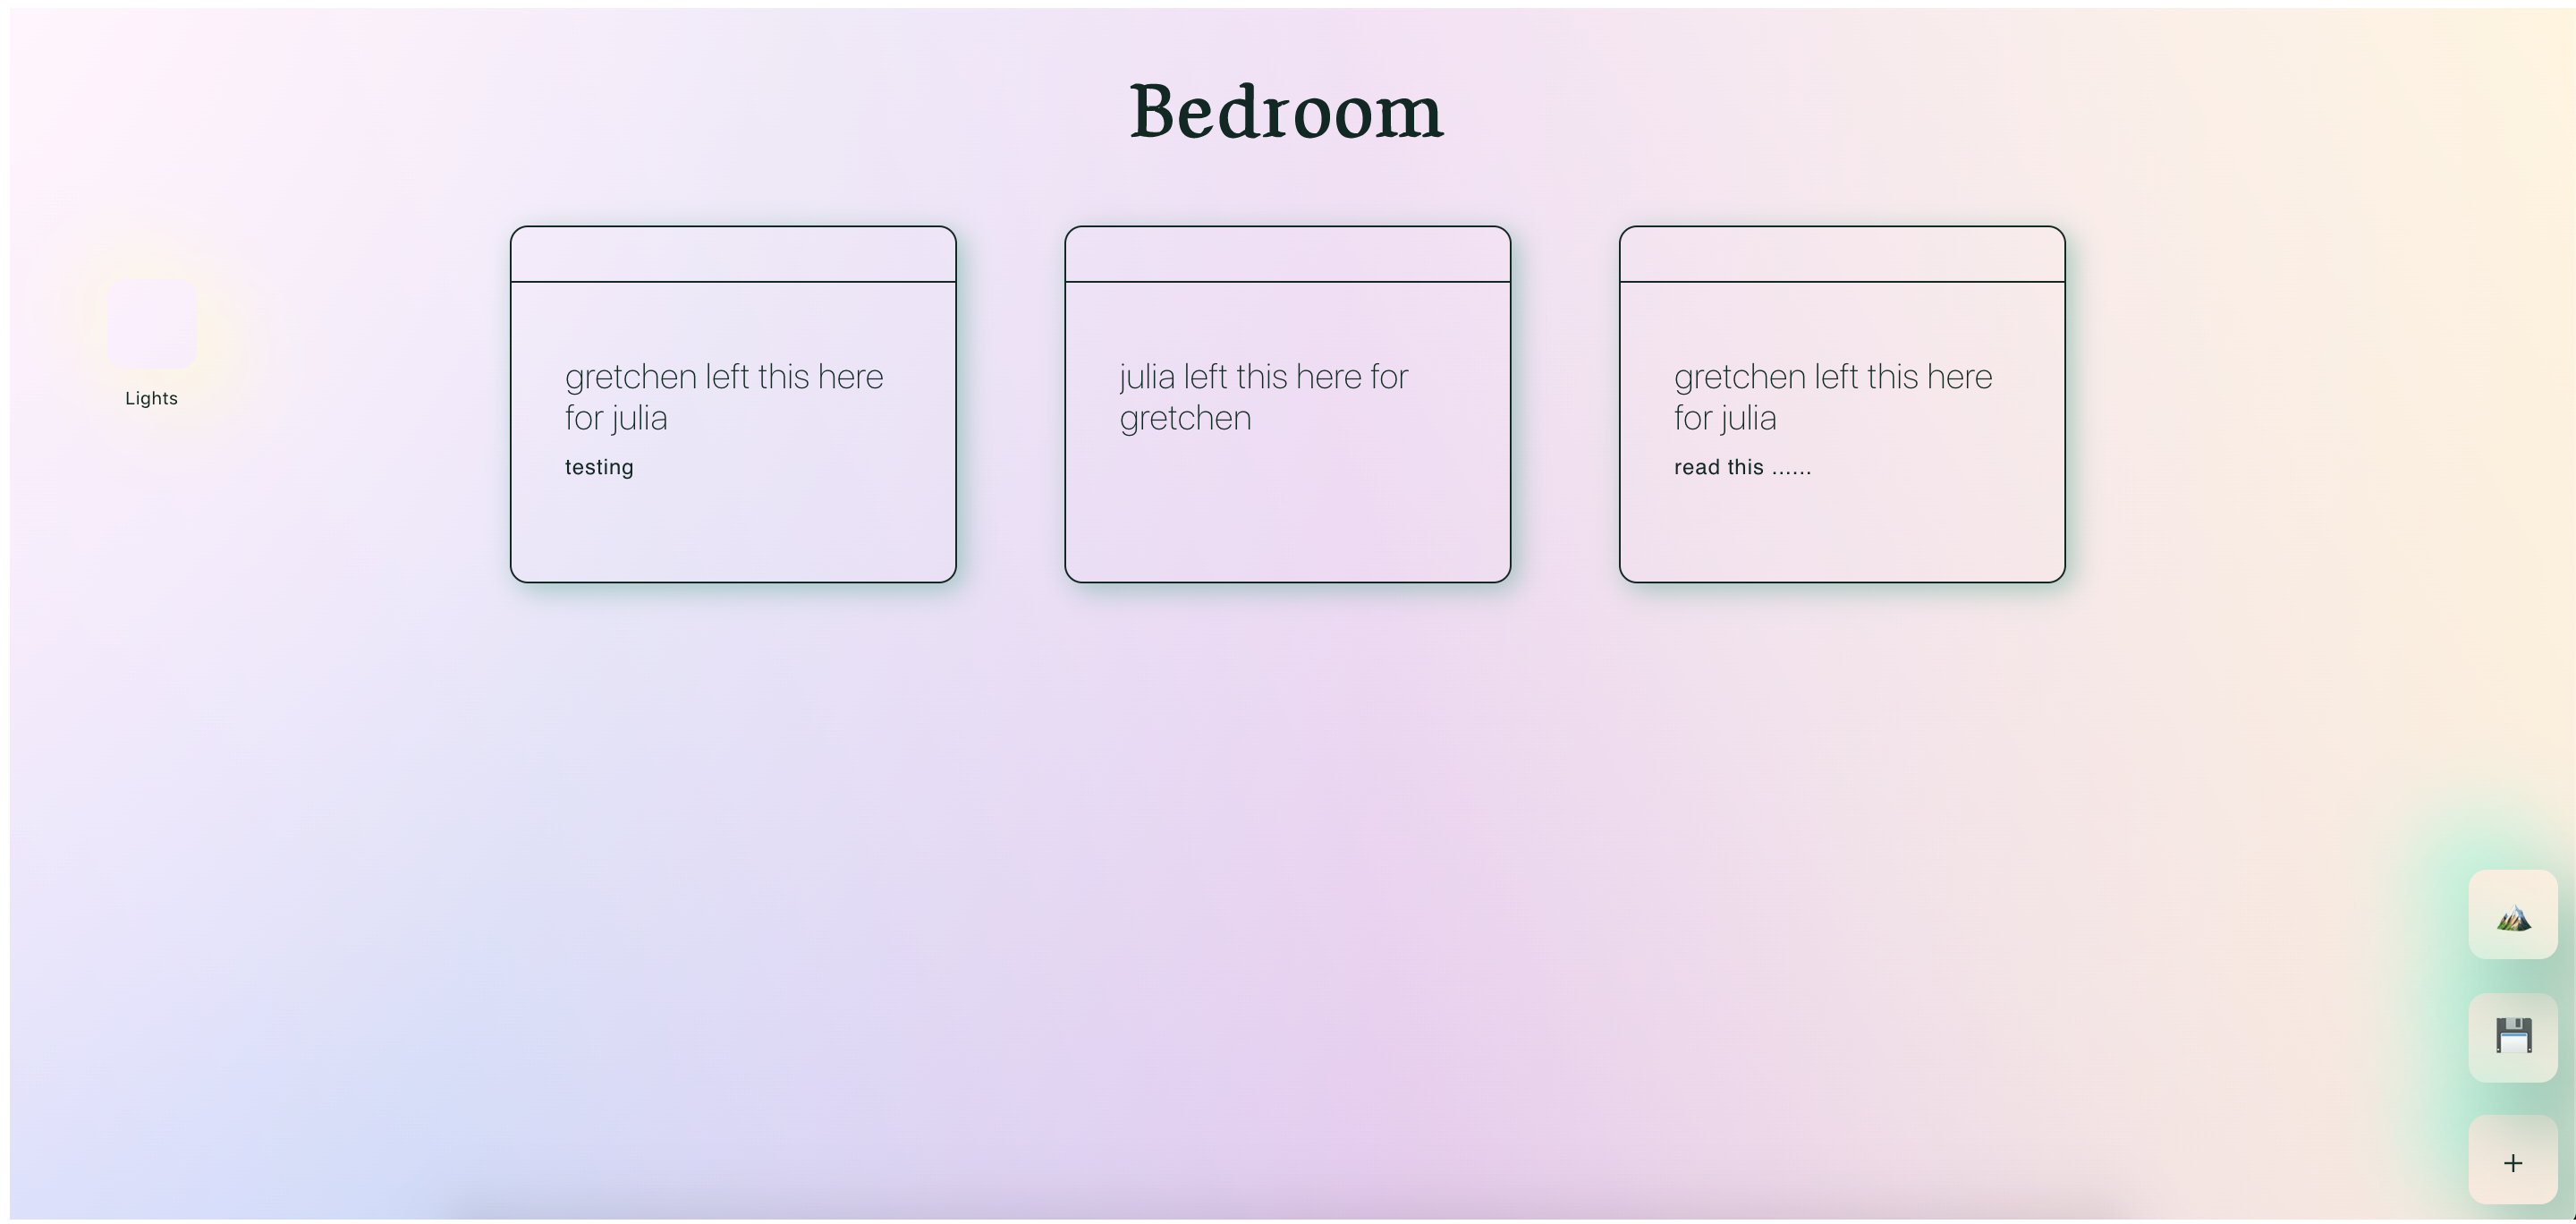 Bedroom
Lights
gretchen left this here
for julia
testing
julia left this here for
gretchen
gretchen left this here
for julia
read this ......
+